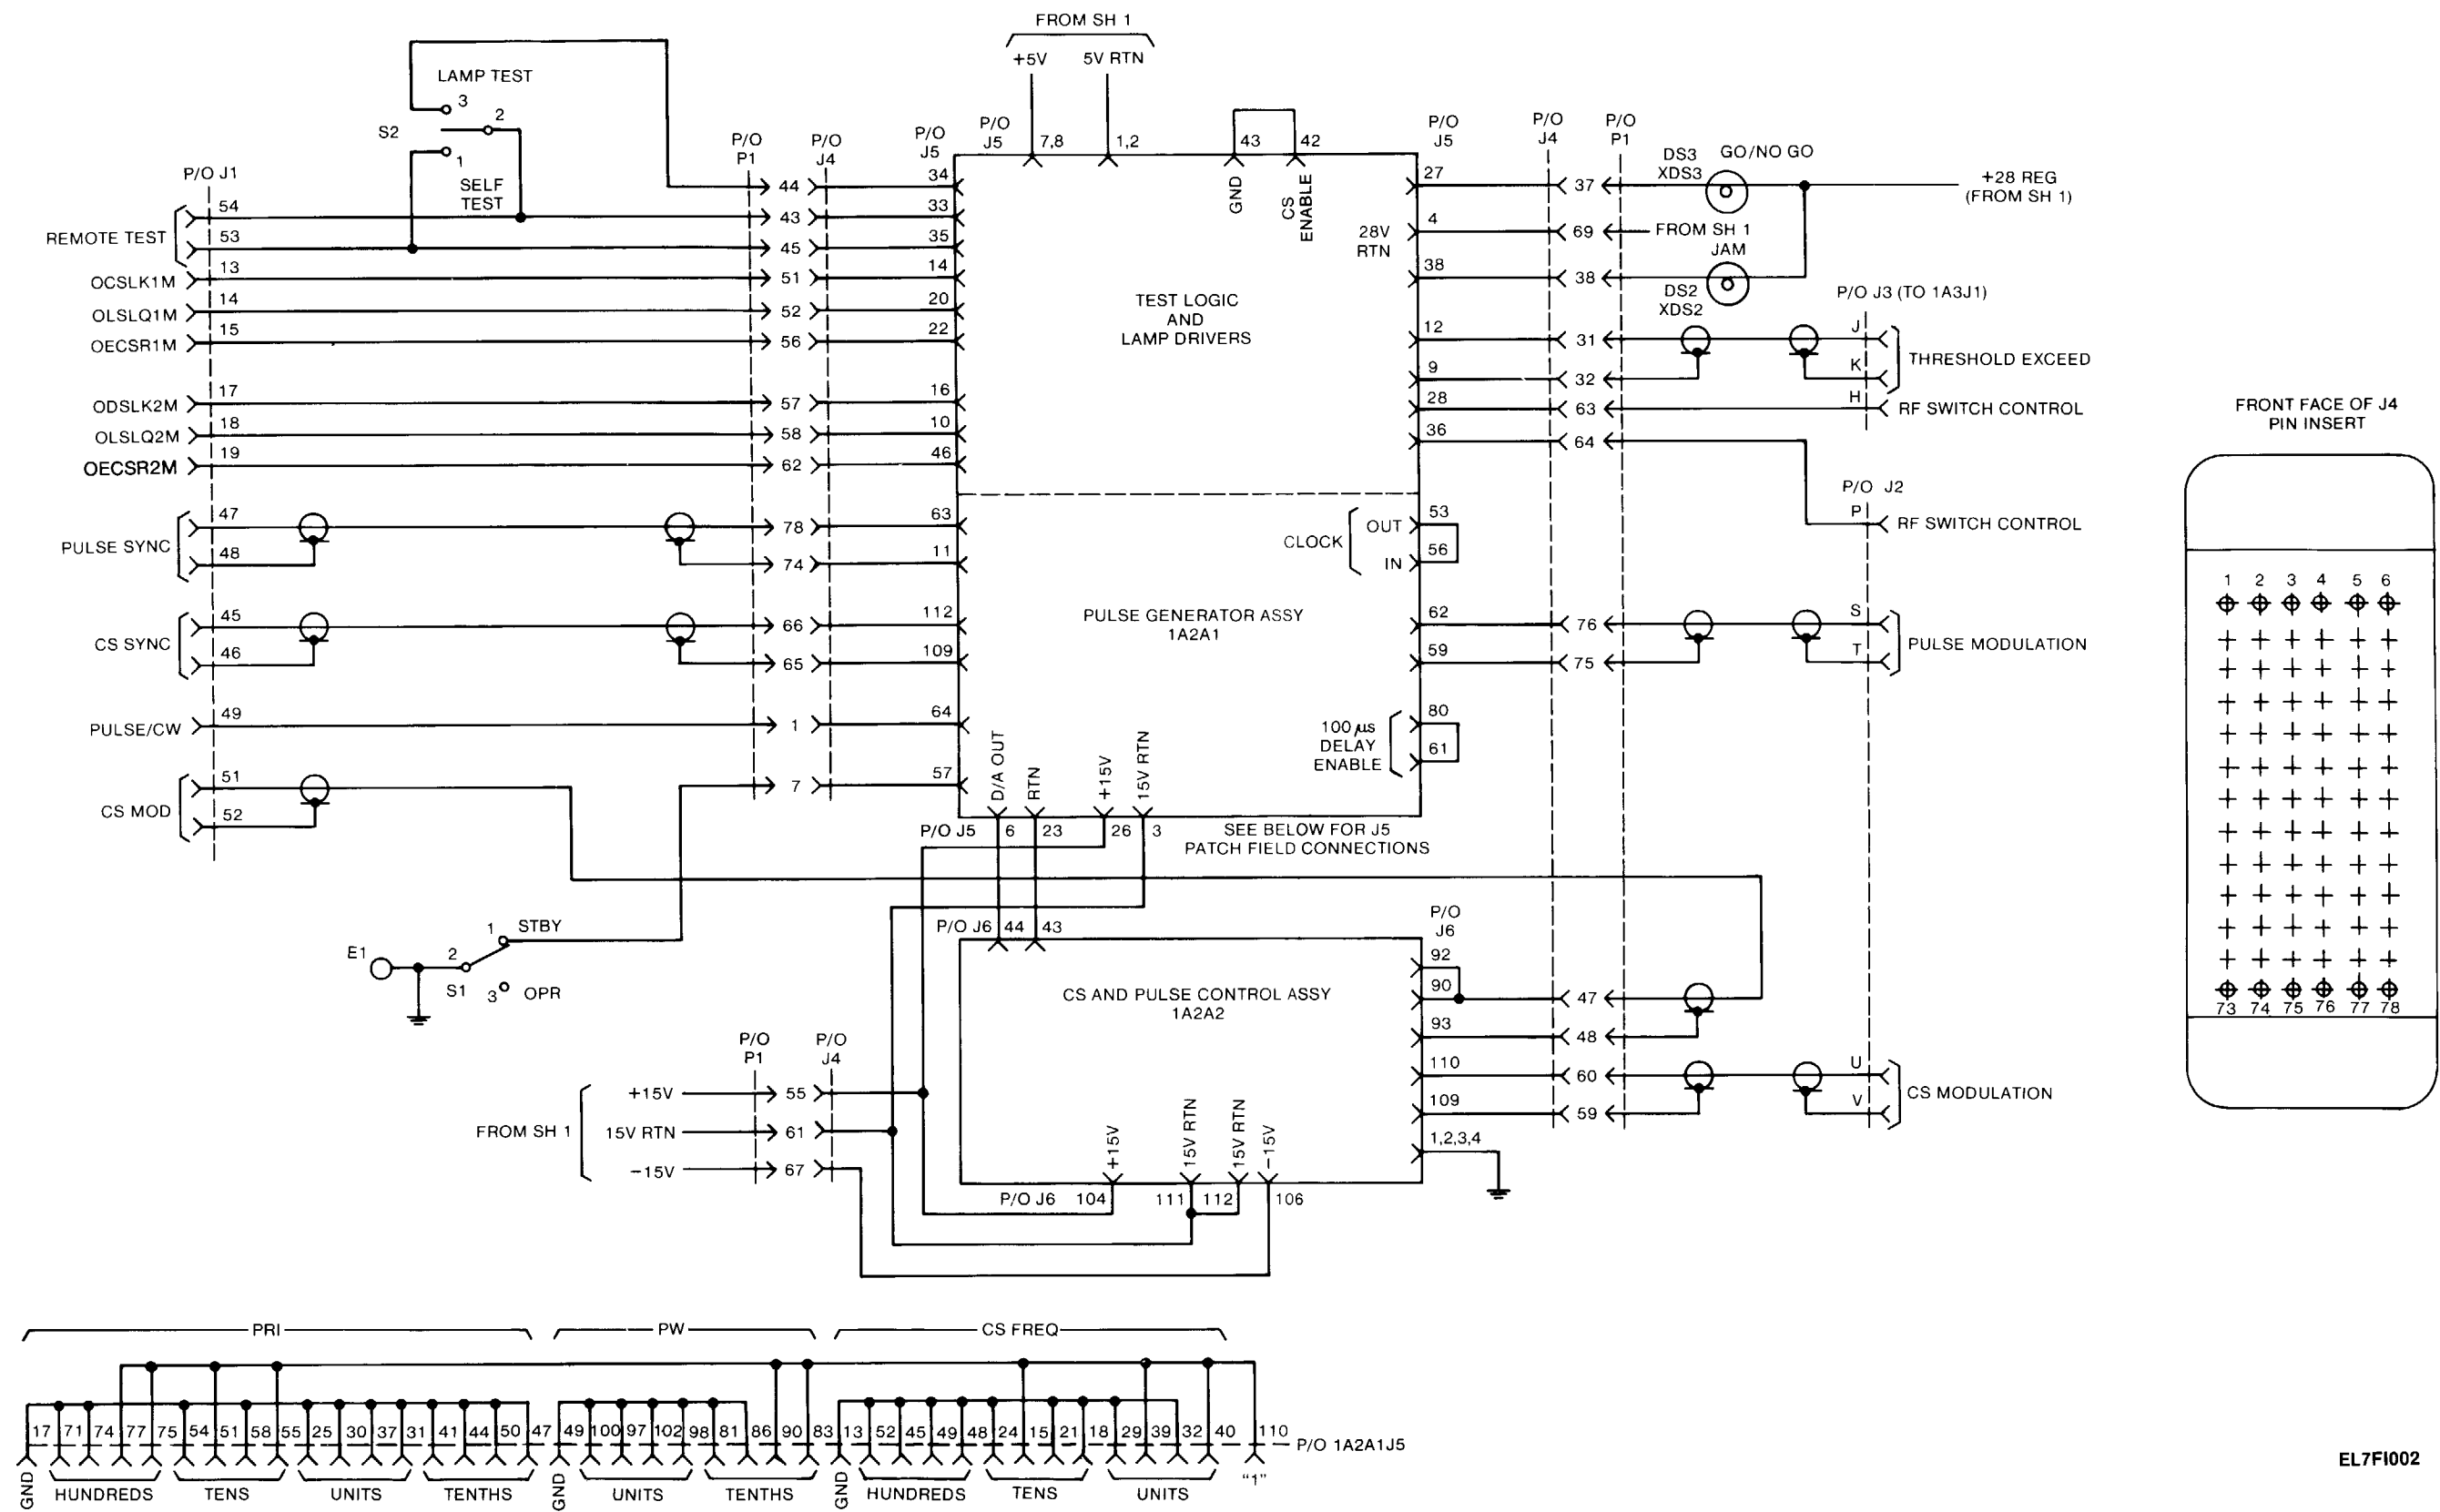 FROM SH 1
+5V 5V RTN
LAMP TEST
3
2
S2
1
SELF
TEST
P/O J1
54
53
REMOTE TEST
13
OCSLK1M
14
OLSLQ1M
15
OECSR1M
17
ODSLK2M
18
OLSLQ2M
19
OECSR2M
47
48
PULSE SYNC
45
46
CS SYNC
49
PULSE/CW
51
52
CS MOD
P/O
P1
P/O
J4
P/O
J5
44 34
43 33
45 35
51 14
52 20
56 22
57 16
58 10
62 46
78 63
74 11
66 112
65 109
1 64
7 57
P/O
J5
7,8
1,2
43
42
GND
CS
ENABLE
TEST LOGIC
AND
LAMP DRIVERS
28V
RTN
CLOCK
OUT
IN
PULSE GENERATOR ASSY
1A2A1
100 µs
DELAY
ENABLE
D/A OUT
RTN
+15V
15V RTN
P/O J5 6 23 26 3
SEE BELOW FOR J5
PATCH FIELD CONNECTIONS
P/O
J5
P/O
J4
P/O
P1
27 37
DS3
XDS3
GO/NO GO
+28 REG
(FROM SH 1)
4 69 FROM SH 1
JAM
38 38
DS2
XDS2
P/O J3 (TO 1A3J1)
12 31 J
9 32 K
THRESHOLD EXCEED
28 63 H RF SWITCH CONTROL
36 64
P/O J2
P RF SWITCH CONTROL
53
56
62 76 S
59 75 T
PULSE MODULATION
80
61
E1
2
1
STBY
S1
3
OPR
P/O J6 44 43
CS AND PULSE CONTROL ASSY
1A2A2
P/O
J6
92
90 47
93 48
110 60 U
109 59 V
CS MODULATION
1,2,3,4
P/O
P1
P/O
J4
FROM SH 1
+15V 55
15V RTN 61
−15V 67
+15V
15V RTN
15V RTN
−15V
P/O J6 104 111 112 106
FRONT FACE OF J4
PIN INSERT
1 2 3 4 5 6
73 74 75 76 77 78
PRI PW CS FREQ
17 71 74 77 75 54 51 58 55 25 30 37 31 41 44 50 47 49 100 97 102 98 81 86 90 83 13 52 45 49 48 24 15 21 18 29 39 32 40 110 P/O 1A2A1J5
GND HUNDREDS TENS UNITS TENTHS GND UNITS TENTHS GND HUNDREDS TENS UNITS "1"
EL7FI002